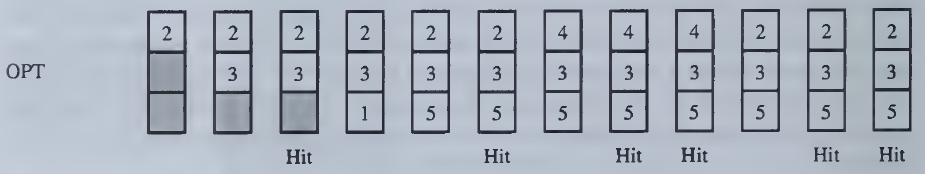 2 2 2 2 2 2 4 4 4 2 2 2
OPT 3 3 3 3 3 3 3 3 3 3 3
1 5 5 5 5 5 5 5 5
Hit Hit Hit Hit Hit Hit